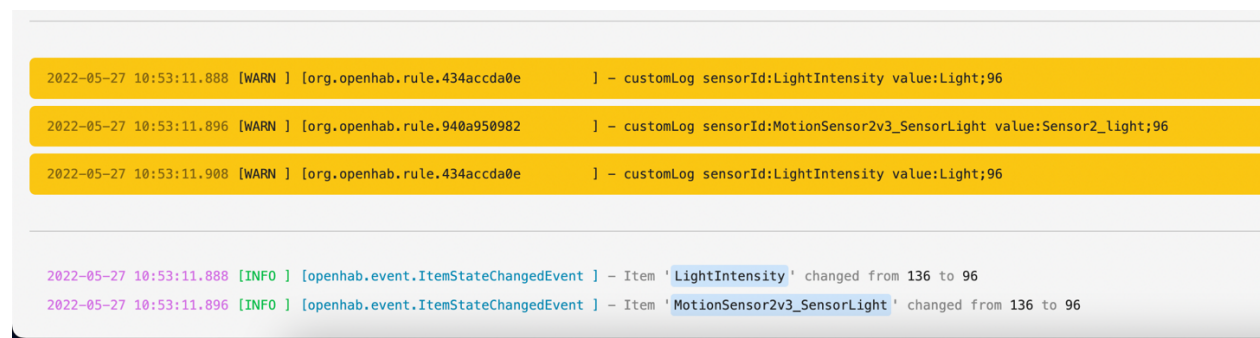 2022-05-27 10:53:11.888 [WARN ] [org.openhab.rule.434accda0e         ] - customLog sensorId:LightIntensity value:Light;96
2022-05-27 10:53:11.896 [WARN ] [org.openhab.rule.940a950982         ] - customLog sensorId:MotionSensor2v3_SensorLight value:Sensor2_light;96
2022-05-27 10:53:11.908 [WARN ] [org.openhab.rule.434accda0e         ] - customLog sensorId:LightIntensity value:Light;96
2022-05-27 10:53:11.888 [INFO ] [openhab.event.ItemStateChangedEvent ] - Item 'LightIntensity' changed from 136 to 96
2022-05-27 10:53:11.896 [INFO ] [openhab.event.ItemStateChangedEvent ] - Item 'MotionSensor2v3_SensorLight' changed from 136 to 96